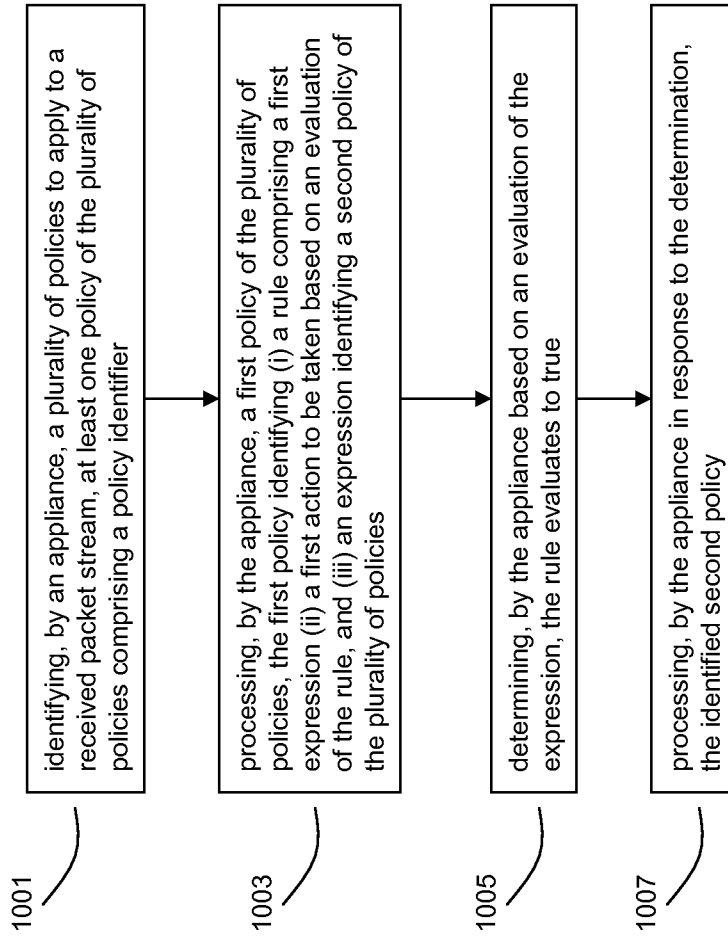 1001
identifying, by an appliance, a plurality of policies to apply to a
received packet stream, at least one policy of the plurality of
policies comprising a policy identifier
1003
processing, by the appliance, a first policy of the plurality of
policies, the first policy identifying (i) a rule comprising a first
expression (ii) a first action to be taken based on an evaluation
of the rule, and (iii) an expression identifying a second policy of
the plurality of policies
1005
determining, by the appliance based on an evaluation of the
expression, the rule evaluates to true
1007
processing, by the appliance in response to the determination,
the identified second policy